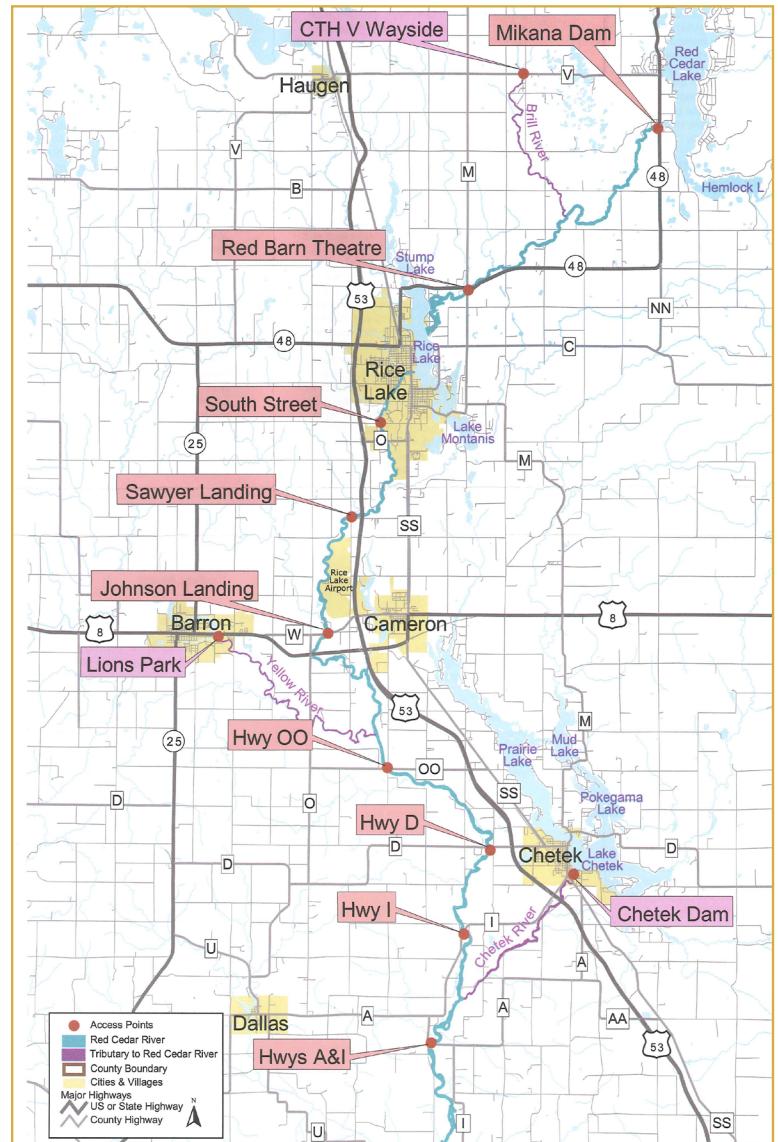 CTH V Wayside
Mikana Dam
Red
Cedar
Lake
Haugen
V
Brill River
V
M
48
B
Hemlock L
Red Barn Theatre
Stump
Lake
48
53
NN
48
Rice
Lake
C
Rice
Lake
South Street
Lake
Montanis
O
25
M
Sawyer Landing
SS
Rice
Lake
Airport
Johnson Landing
8
Barron
8
W
Cameron
Lions Park
Yellow River
53
M
Hwy OO
25
Prairie
Lake
Mud
Lake
OO
SS
D
O
Pokegama
Lake
Hwy D
D
D
Chetek
Lake
Chetek
D
Hwy I
I
Chetek Dam
Chetek River
U
A
A
Dallas
A
AA
Hwys A&I
53
Access Points
Red Cedar River
Tributary to Red Cedar River
County Boundary
Cities & Villages
Major Highways
US or State Highway
County Highway
N
U
I
SS